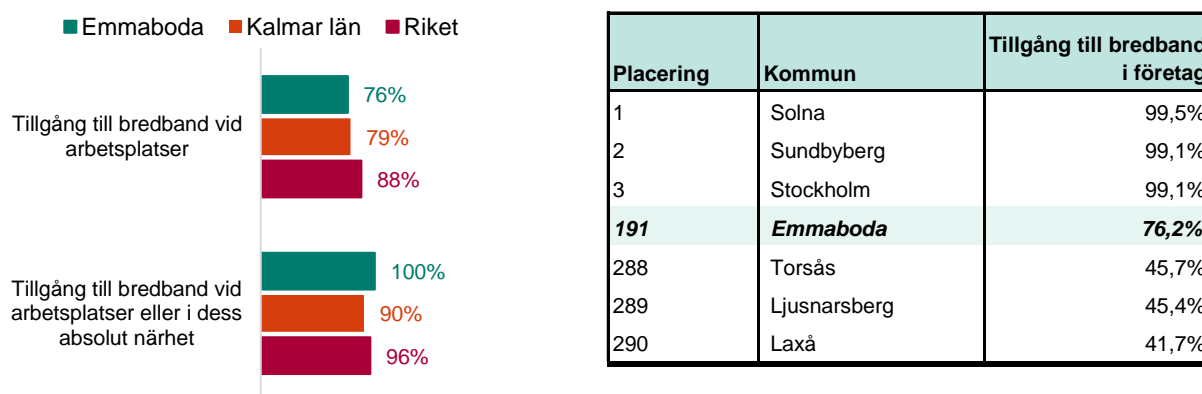 Emmaboda Kalmar län Riket
Tillgång till bredband vid
arbetsplatser
76%
79%
88%
Tillgång till bredband vid
arbetsplatser eller i dess
absolut närhet
100%
90%
96%
Tillgång till bredband
Placering Kommun i företag
1 Solna 99,5%
2 Sundbyberg 99,1%
3 Stockholm 99,1%
191 Emmaboda 76,2%
288 Torsås 45,7%
289 Ljusnarsberg 45,4%
290 Laxå 41,7%